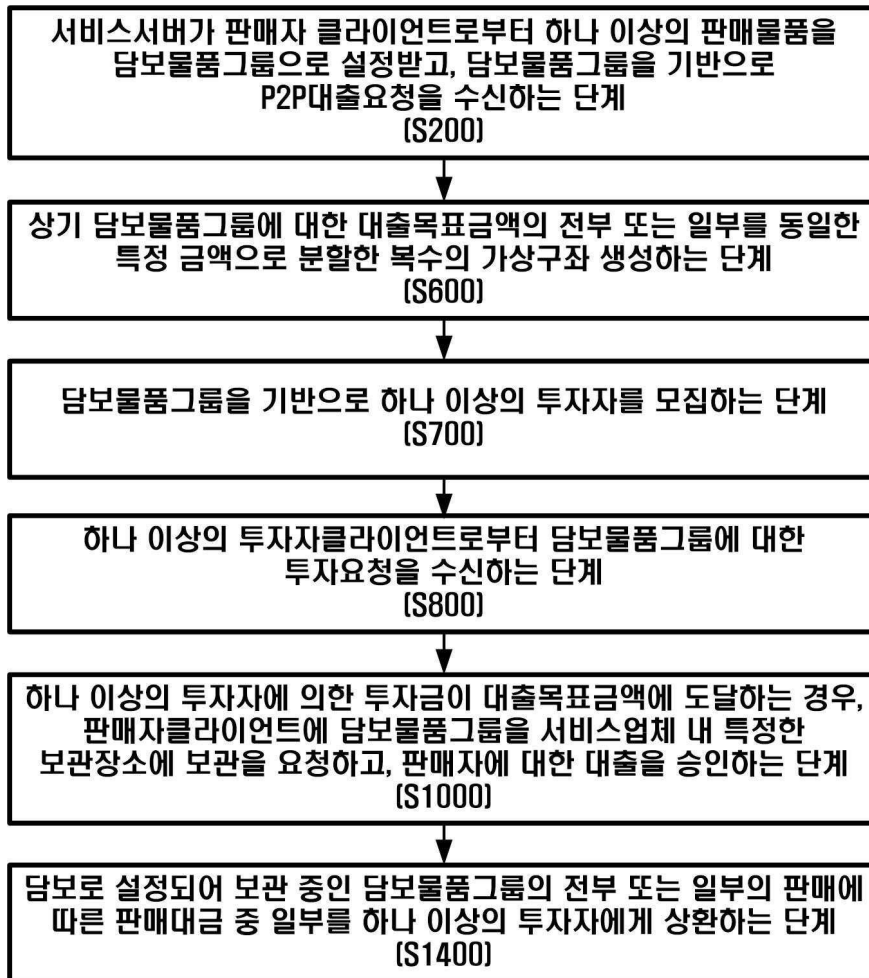 서비스서버가 판매자 클라이언트로부터 하나 이상의 판매물품을
담보물품그룹으로 설정받고, 담보물품그룹을 기반으로
P2P대출요청을 수신하는 단계
(S200)
상기 담보물품그룹에 대한 대출목표금액의 전부 또는 일부를 동일한
특정 금액으로 분할한 복수의 가상구좌 생성하는 단계
(S600)
담보물품그룹을 기반으로 하나 이상의 투자자를 모집하는 단계
(S700)
하나 이상의 투자자클라이언트로부터 담보물품그룹에 대한
투자요청을 수신하는 단계
(S800)
하나 이상의 투자자에 의한 투자금이 대출목표금액에 도달하는 경우,
판매자클라이언트에 담보물품그룹을 서비스업체 내 특정한
보관장소에 보관을 요청하고, 판매자에 대한 대출을 승인하는 단계
(S1000)
담보로 설정되어 보관 중인 담보물품그룹의 전부 또는 일부의 판매에
따른 판매대금 중 일부를 하나 이상의 투자자에게 상환하는 단계
(S1400)